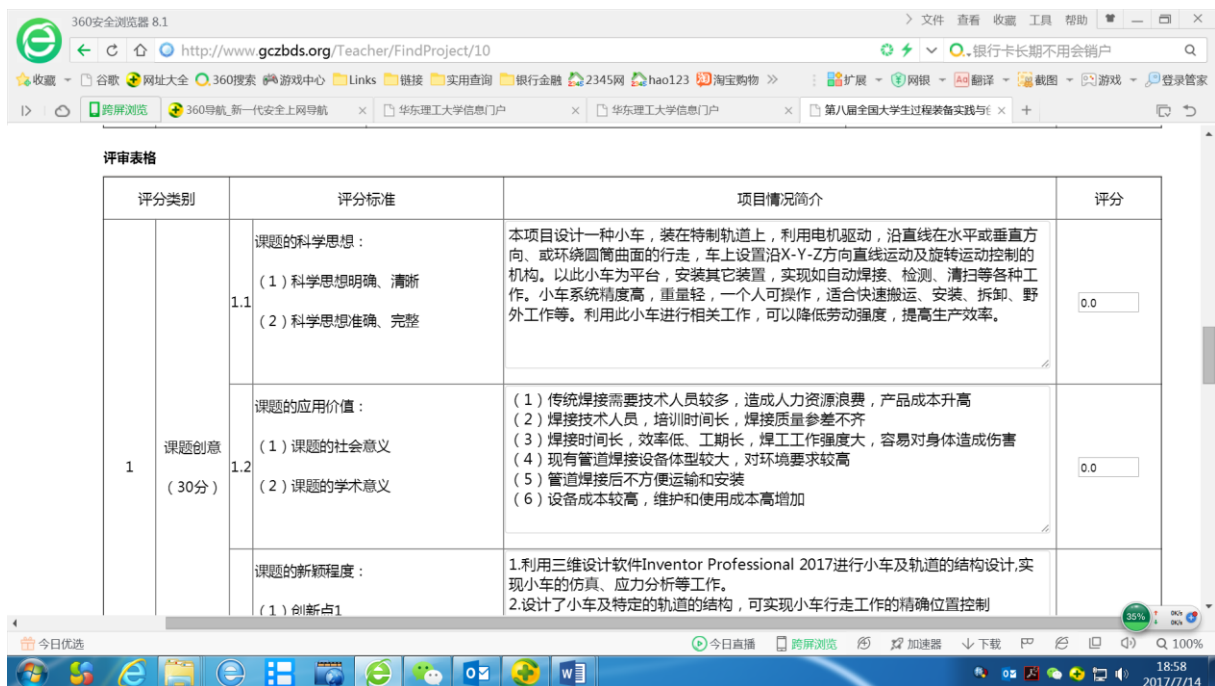 360安全浏览器 8.1
文件 查看 收藏 工具 帮助
http://www.gczbds.org/Teacher/FindProject/10
银行卡长期不用会销户
收藏 谷歌 网址大全 360搜索 游戏中心 Links 链接 实用查询 银行金融 2345网 hao123 淘宝购物 扩展 网银 翻译 截图 游戏 登录管家
跨屏浏览 360导航_新一代安全上网导航 华东理工大学信息门户 华东理工大学信息门户 第八届全国大学生过程装备实践与
评审表格
评分类别 评分标准 项目情况简介 评分
1
课题创意
(30分)
1.1
课题的科学思想:
(1)科学思想明确、清晰
(2)科学思想准确、完整
本项目设计一种小车,装在特制轨道上,利用电机驱动,沿直线在水平或垂直方
向、或环绕圆筒曲面的行走,车上设置沿X-Y-Z方向直线运动及旋转运动控制的
机构。以此小车为平台,安装其它装置,实现如自动焊接、检测、清扫等各种工
作。小车系统精度高,重量轻,一个人可操作,适合快速搬运、安装、拆卸、野
外工作等。利用此小车进行相关工作,可以降低劳动强度,提高生产效率。
0.0
1.2
课题的应用价值:
(1)课题的社会意义
(2)课题的学术意义
(1)传统焊接需要技术人员较多,造成人力资源浪费,产品成本升高
(2)焊接技术人员,培训时间长,焊接质量参差不齐
(3)焊接时间长,效率低、工期长,焊工工作强度大,容易对身体造成伤害
(4)现有管道焊接设备体型较大,对环境要求较高
(5)管道焊接后不方便运输和安装
(6)设备成本较高,维护和使用成本高增加
0.0
课题的新颖程度:
(1)创新点1
1.利用三维设计软件Inventor Professional 2017进行小车及轨道的结构设计,实
现小车的仿真、应力分析等工作。
2.设计了小车及特定的轨道的结构,可实现小车行走工作的精确位置控制
35%
0K/s
0K/s
今日优选 今日直播 跨屏浏览 加速器 下载 100%
18:58
2017/7/14